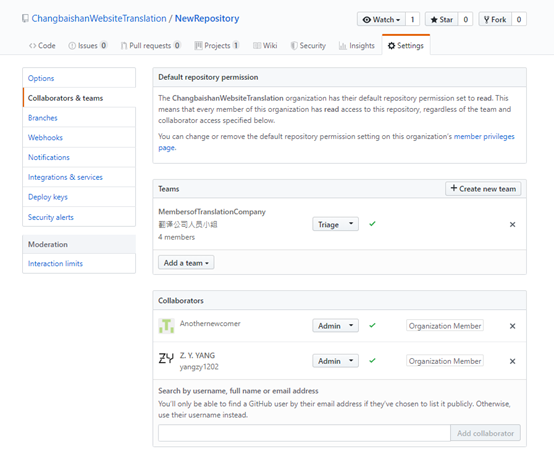 ChangbaishanWebsiteTranslation / NewRepository
Watch 1 Star 0 Fork 0
Code Issues 0 Pull requests 0 Projects 1 Wiki Security Insights Settings
Options
Collaborators & teams
Branches
Webhooks
Notifications
Integrations & services
Deploy keys
Security alerts
Moderation
Interaction limits
Default repository permission
The ChangbaishanWebsiteTranslation organization has their default repository permission set to read. This
means that every member of this organization has read access to this repository, regardless of the team and
collaborator access specified below.
You can change or remove the default repository permission setting on this organization's member privileges
page.
Teams
Create new team
MembersofTranslationCompany
翻译公司人员小组
4 members
Triage
Add a team
Collaborators
Anothernewcomer Admin Organization Member
ZY Z. Y. YANG
yangzy1202
Admin Organization Member
Search by username, full name or email address
You'll only be able to find a GitHub user by their email address if they've chosen to list it publicly. Otherwise,
use their username instead.
Add collaborator